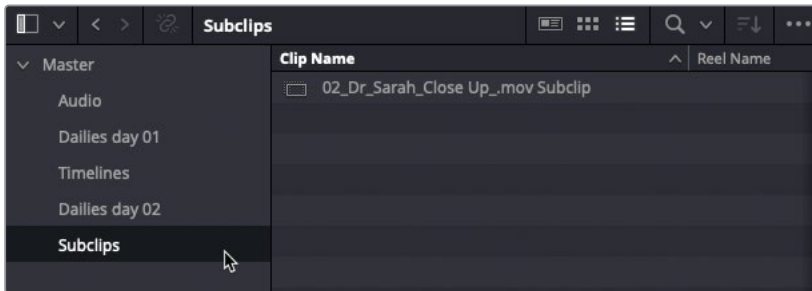 Subclips
Clip Name Reel Name
Master
02_Dr_Sarah_Close Up_.mov Subclip
Audio
Dailies day 01
Timelines
Dailies day 02
Subclips